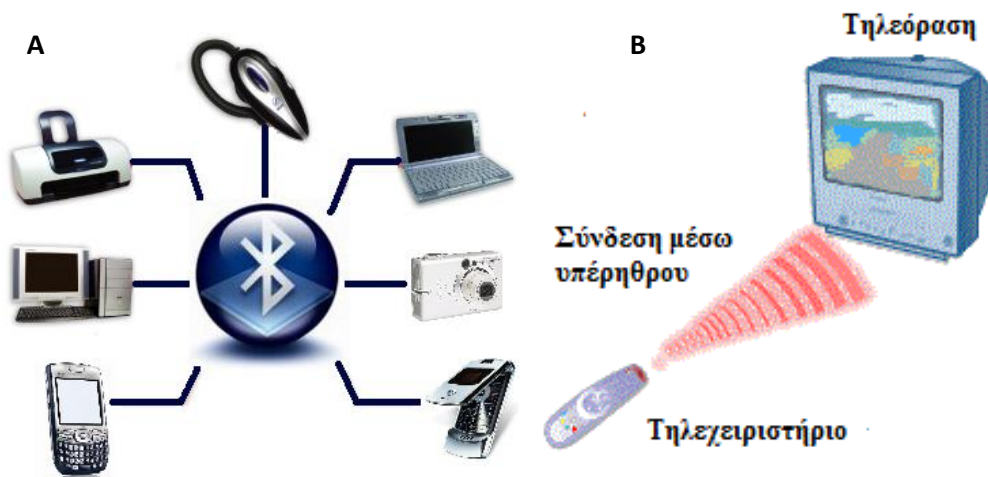 A
B
Τηλεόραση
Σύνδεση μέσω
υπέρηθρου
Τηλεχειριστήριο